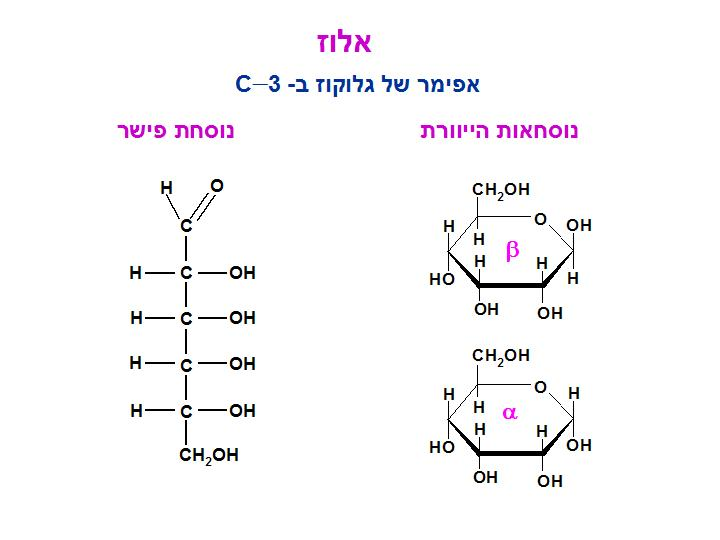 אלוז
אפימר של גלוקוז ב- C–3
נוסחת פישר
נוסחאות הייוורת
H O
C
H C OH
H C OH
H C OH
H C OH
CH2OH
CH2OH
H O OH
H
β
H H
HO H
OH OH
CH2OH
H O H
H
α
H H
HO OH
OH OH